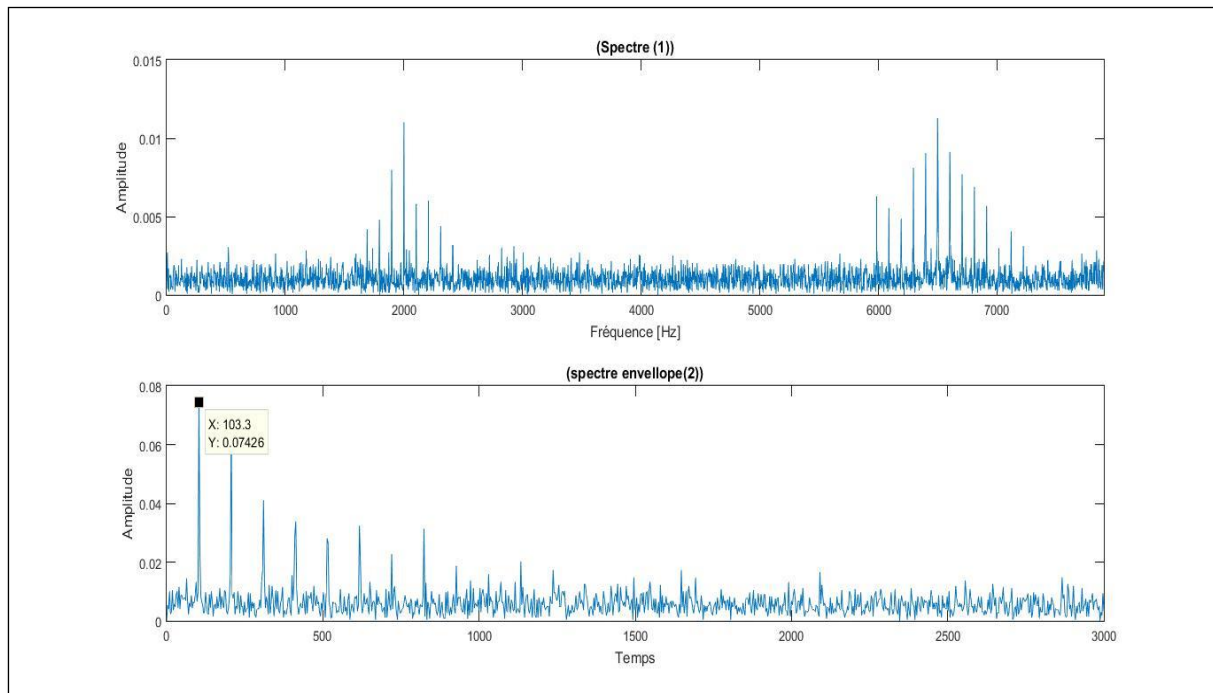 (Spectre (1))
0.015
0.01
0.005
0
Amplitude
0 1000 2000 3000 4000 5000 6000 7000
Fréquence [Hz]
(spectre envellope(2))
0.08
0.06
0.04
0.02
0
Amplitude
X: 103.3
Y: 0.07426
0 500 1000 1500 2000 2500 3000
Temps